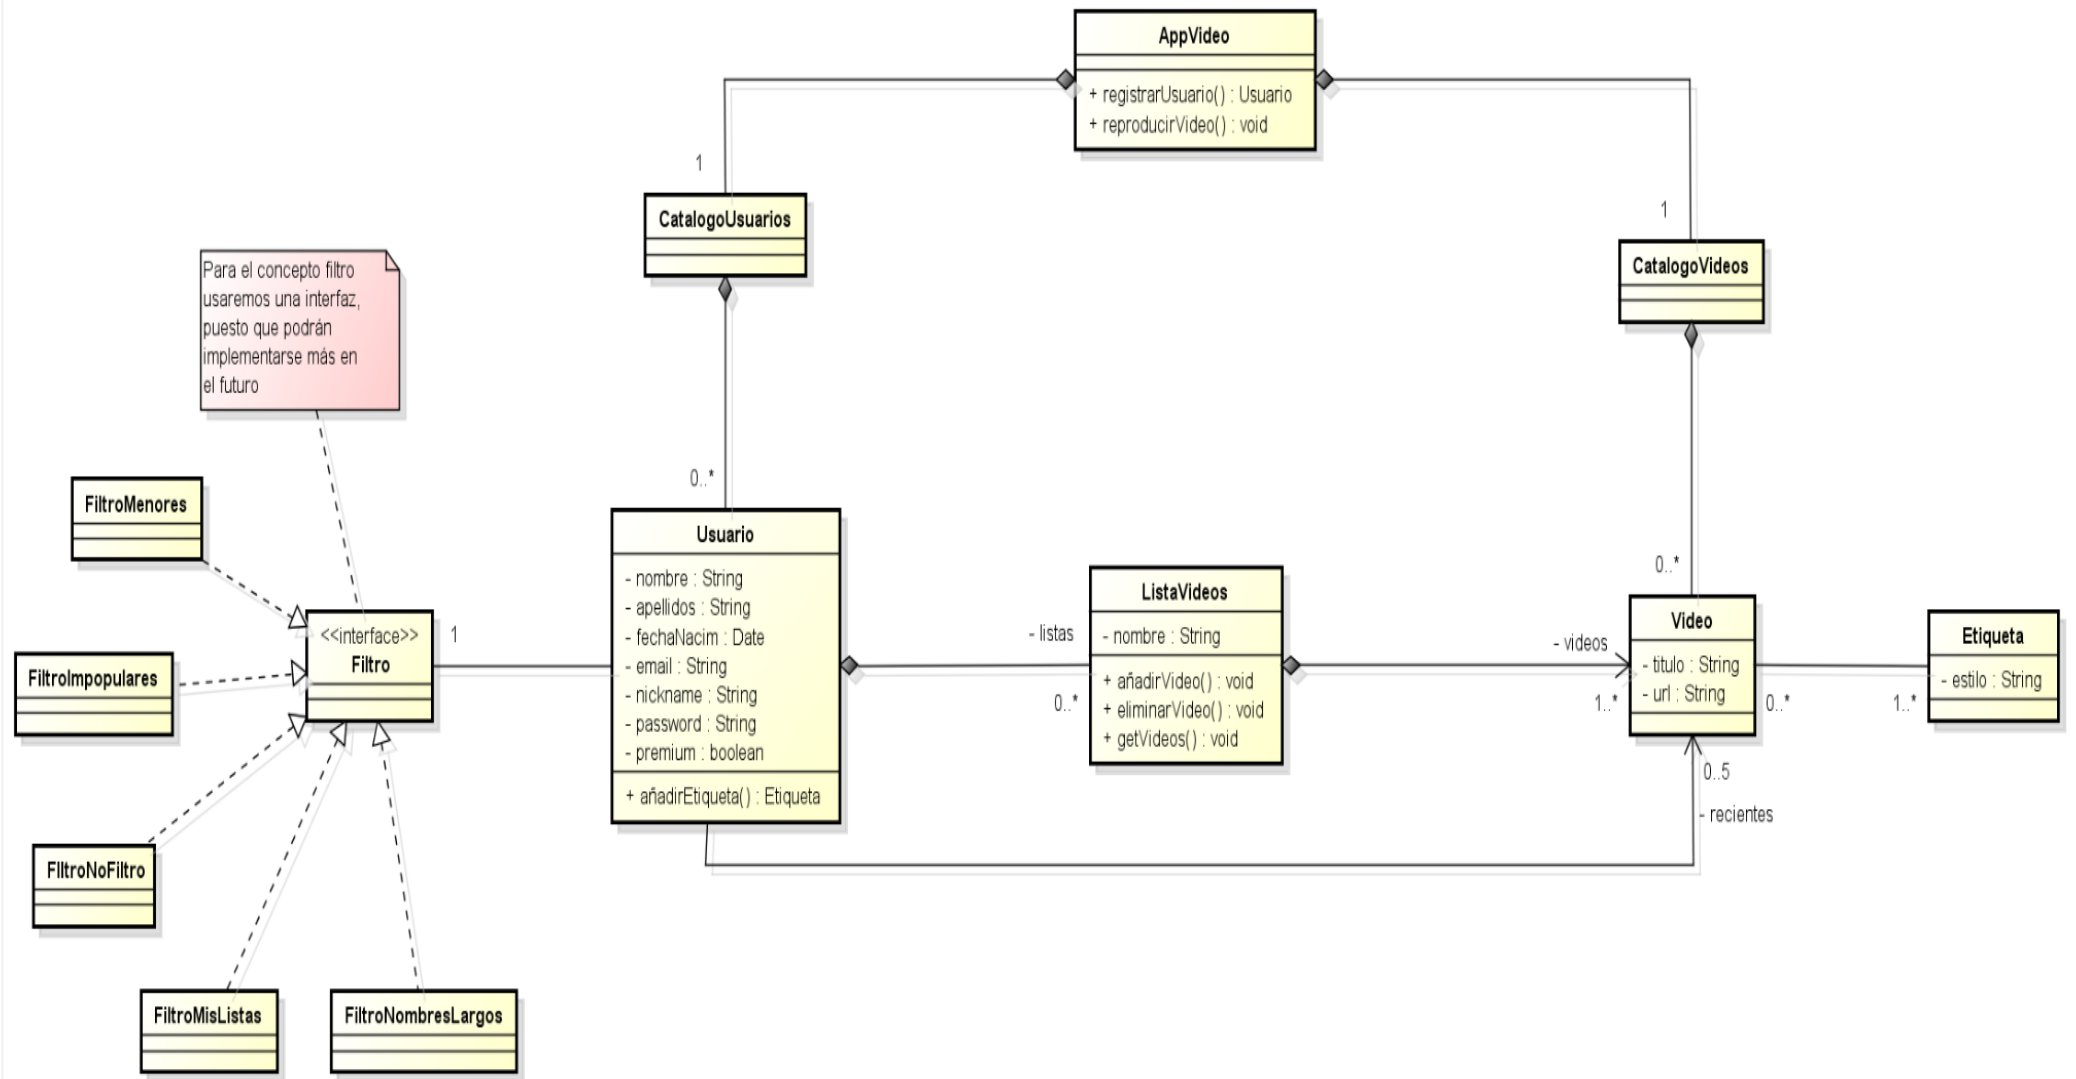 AppVideo
+ registrarUsuario() : Usuario
+ reproducirVideo() : void
1
CatalogoUsuarios
1
CatalogoVideos
Para el concepto filtro
usaremos una interfaz,
puesto que podrán
implementarse más en
el futuro
0..*
0..*
FiltroMenores
<<interface>>
Filtro
1
FiltroImpopulares
FIltroNoFiltro
FiltroMisListas
FiltroNombresLargos
Usuario
- nombre : String
- apellidos : String
- fechaNacim : Date
- email : String
- nickname : String
- password : String
- premium : boolean
+ añadirEtiqueta() : Etiqueta
- listas
0..*
ListaVideos
- nombre : String
+ añadirVideo() : void
+ eliminarVideo() : void
+ getVideos() : void
- videos
1..*
Video
- titulo : String
- url : String
0..*
1..*
Etiqueta
- estilo : String
0..5
- recientes